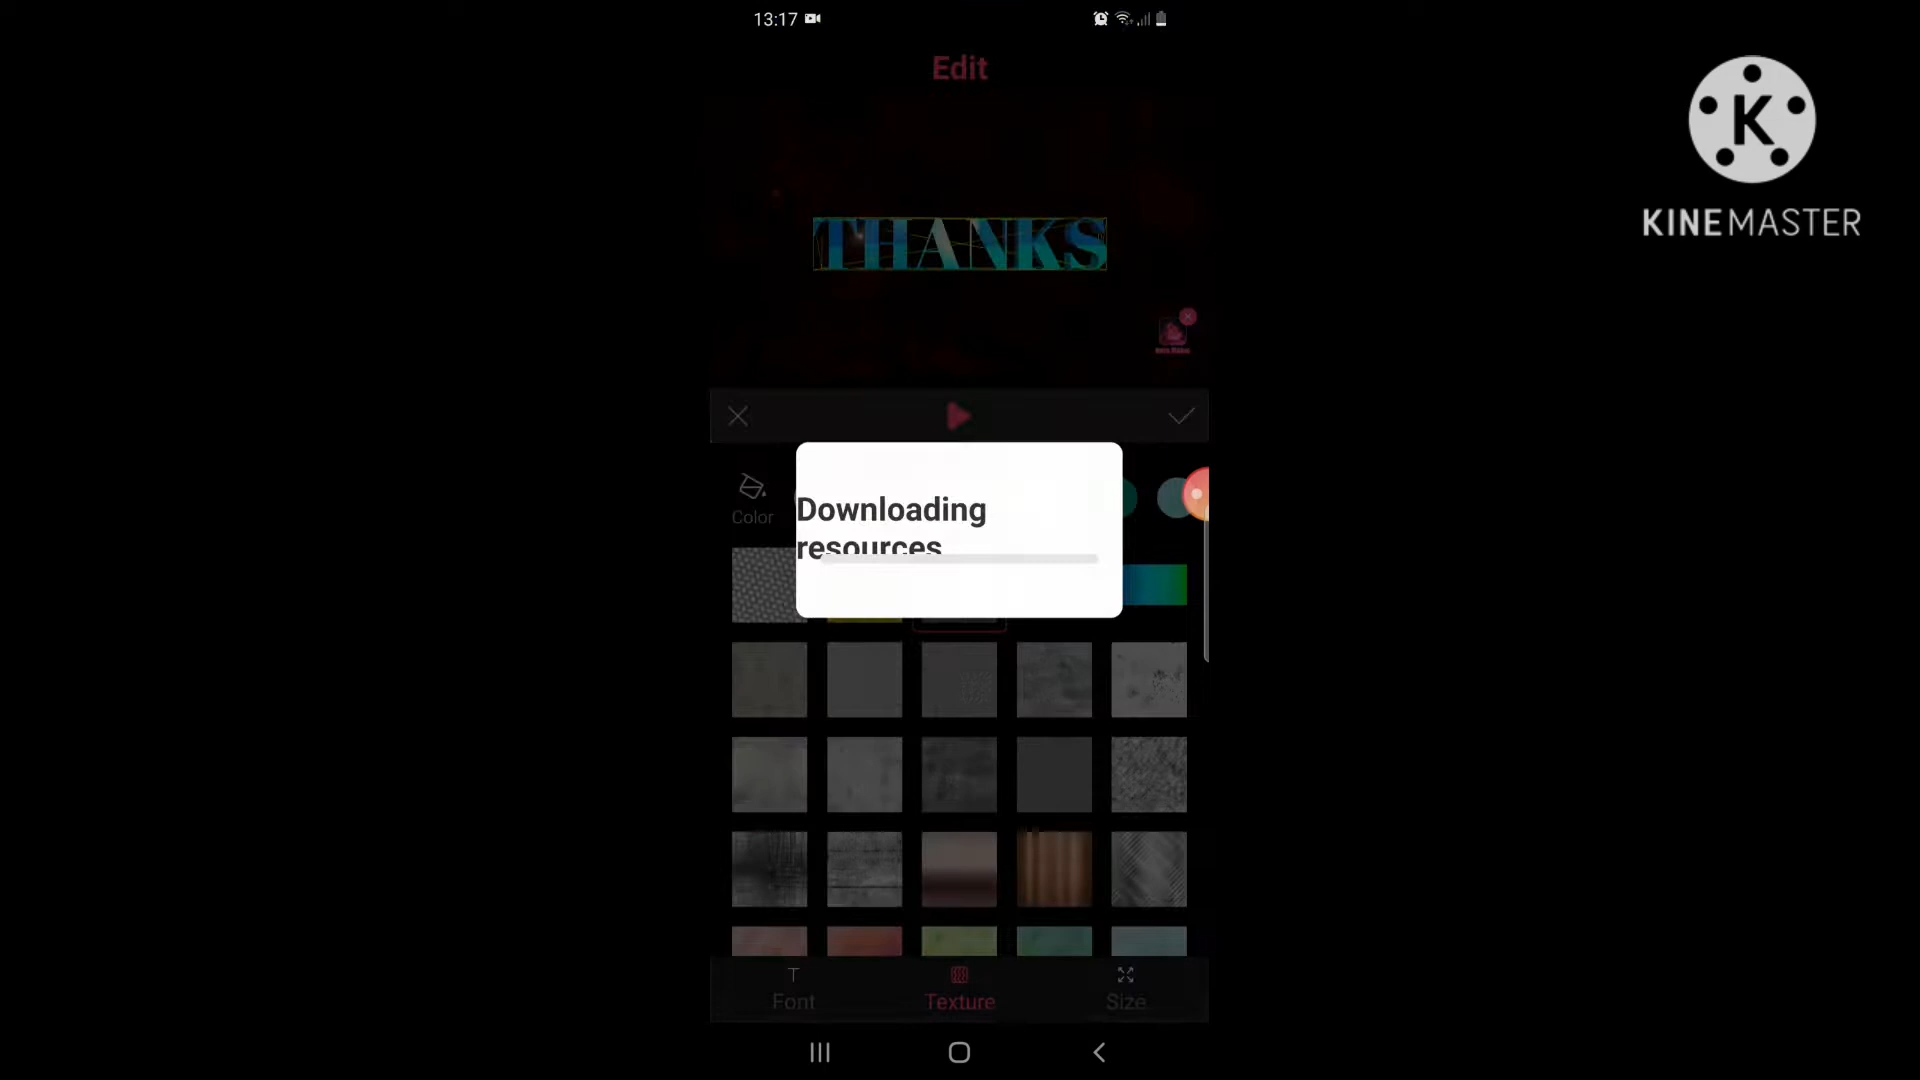 13:17
Edit
THANKS
KINEMASTER
Color
Downloading
resources
Font
Texture
Size